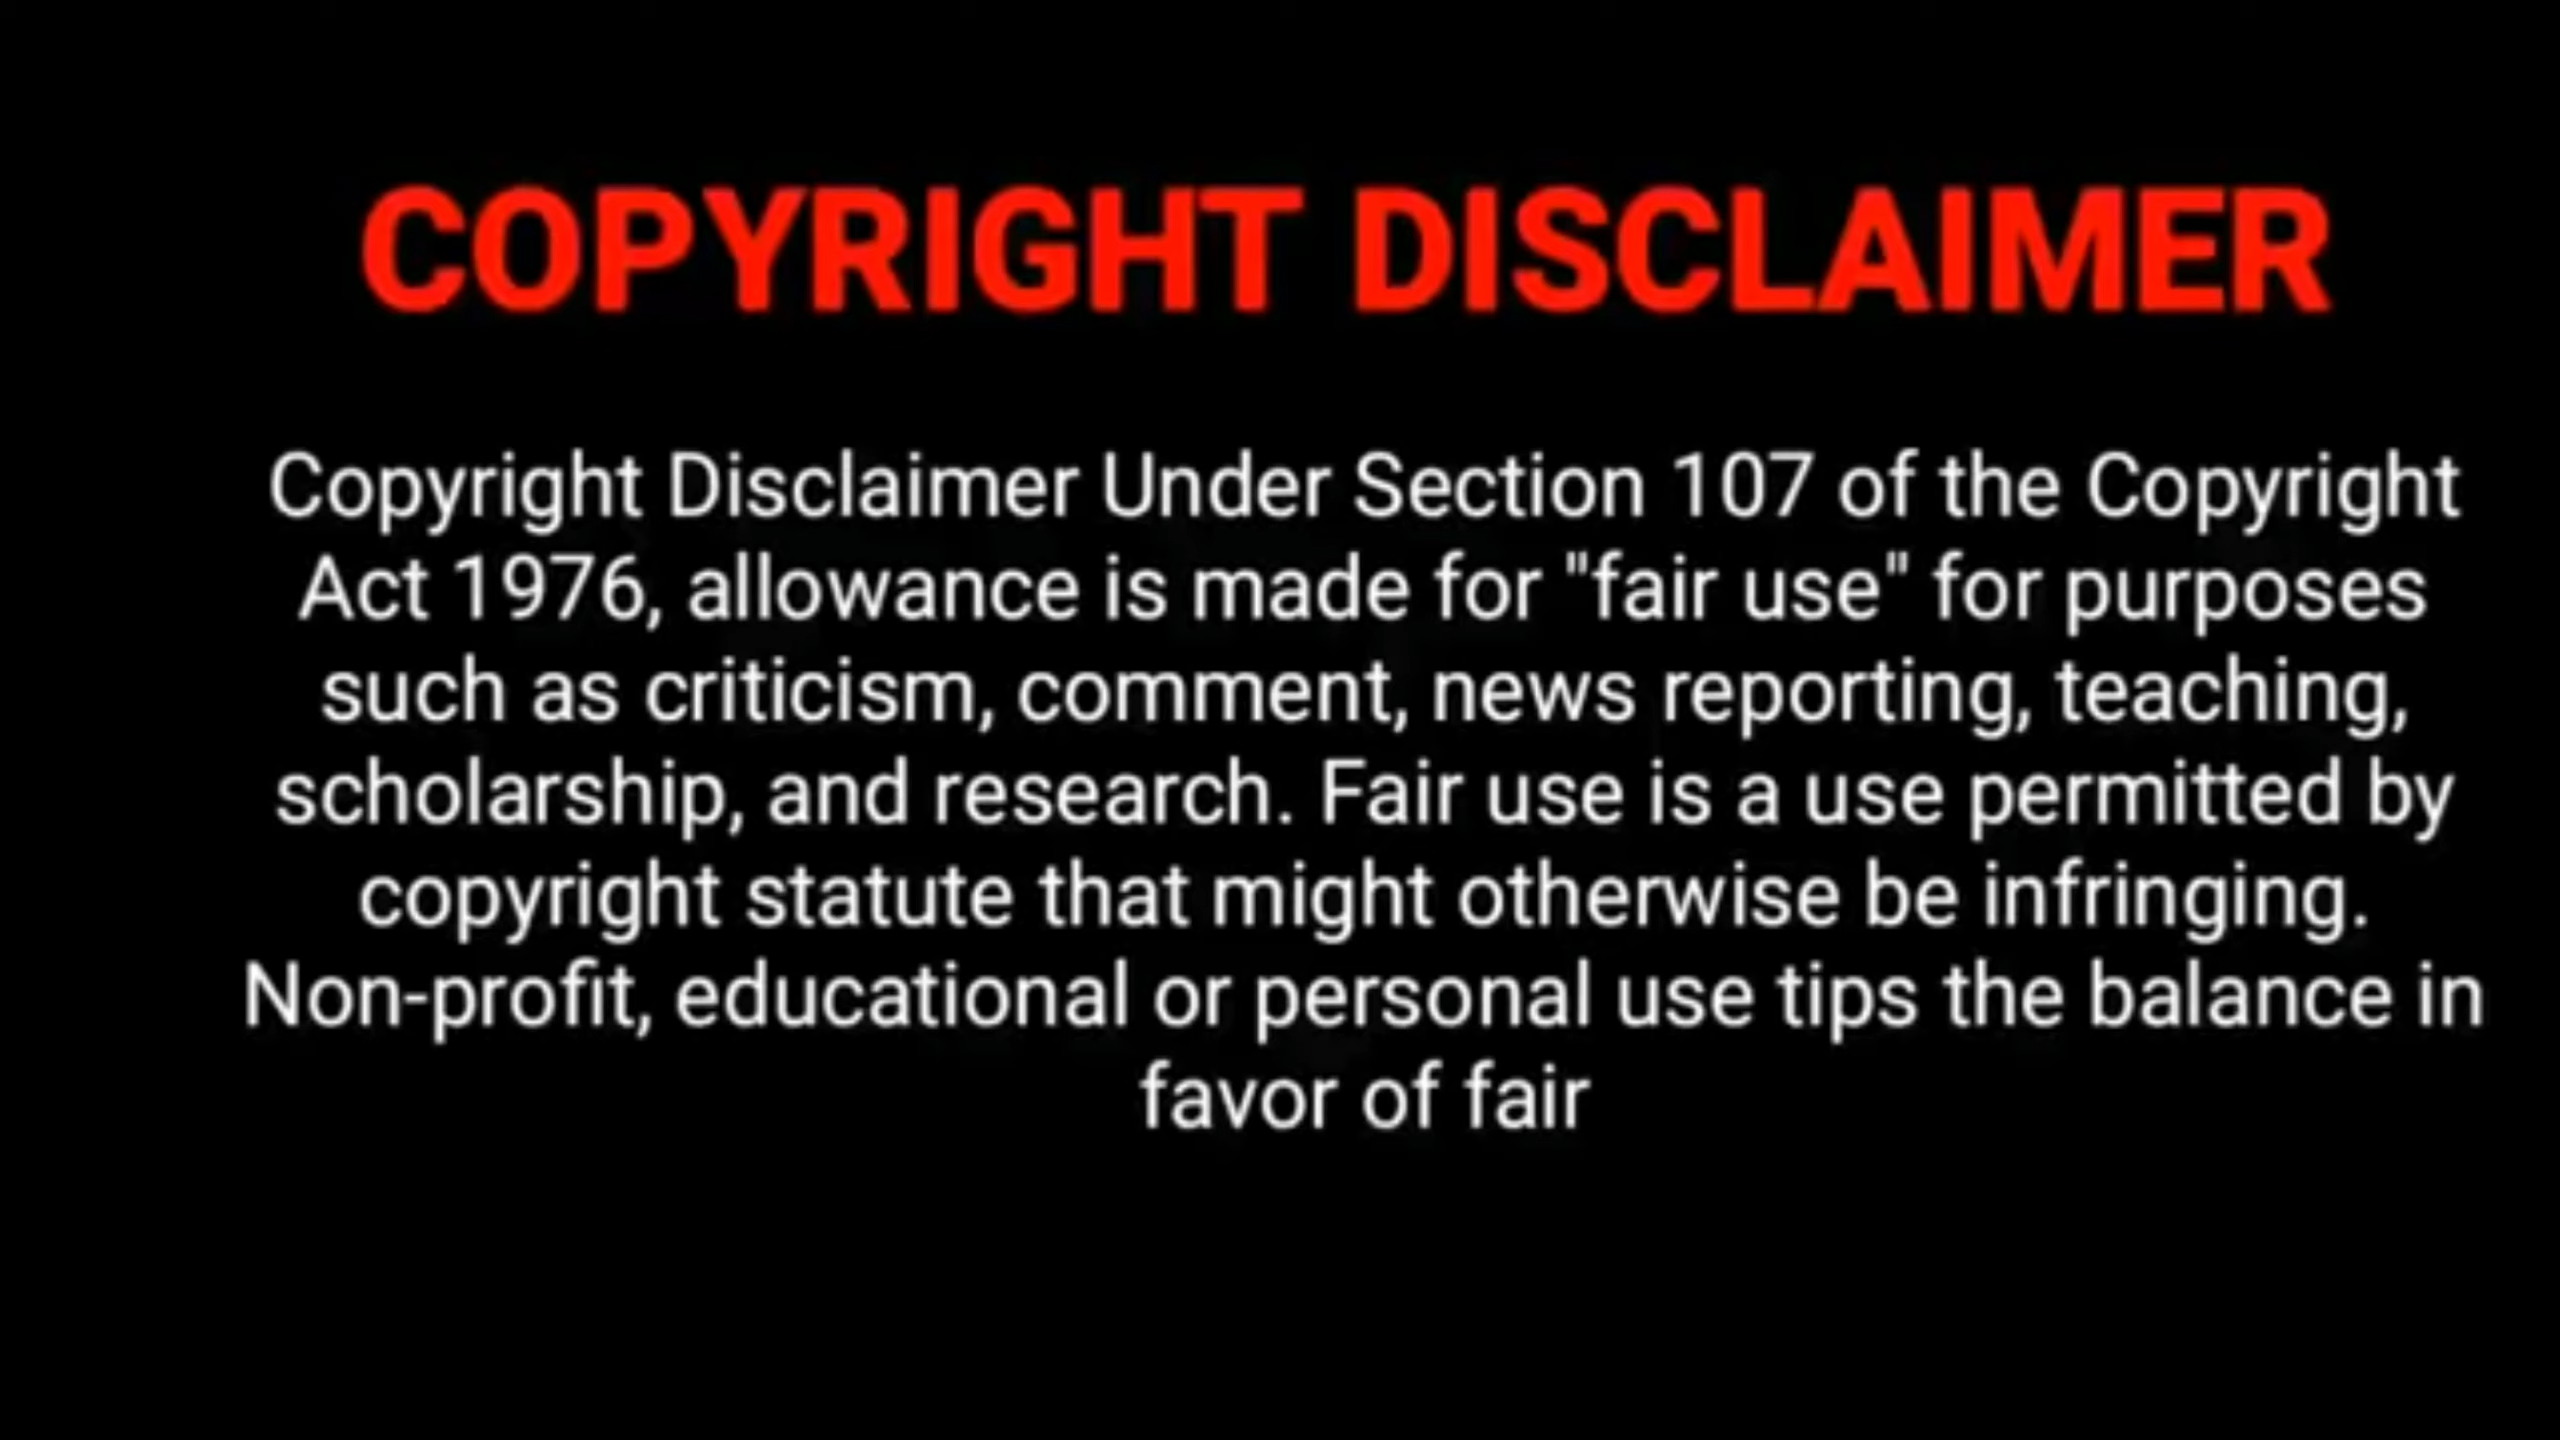 COPYRIGHT DISCLAIMER
Copyright Disclaimer Under Section 107 of the Copyright
Act 1976, allowance is made for "fair use" for purposes
such as criticism, comment, news reporting, teaching,
scholarship, and research. Fair use is a use permitted by
copyright statute that might otherwise be infringing.
Non-profit, educational or personal use tips the balance in
favor of fair